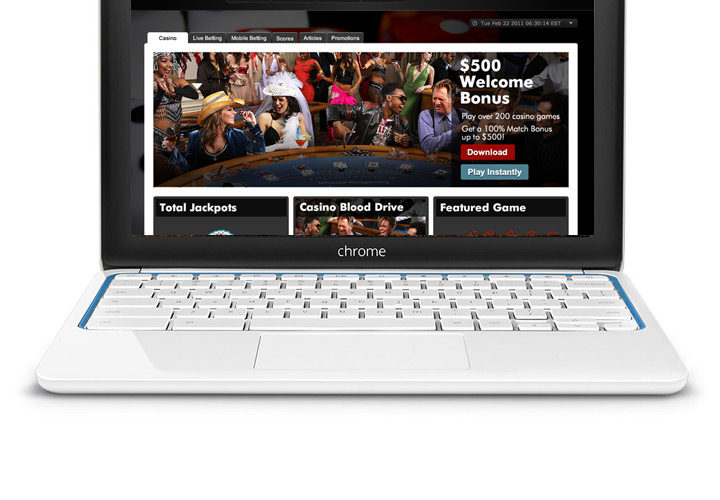 Tue Feb 22 2011 06:30:14 EST
Casino Live Betting Mobile Betting Scores Articles Promotions
$500
Welcome
Bonus
Play over 200 casino games
Get a 100% Match Bonus
up to $500!
Download
Play Instantly
Total Jackpots Casino Blood Drive Featured Game
chrome